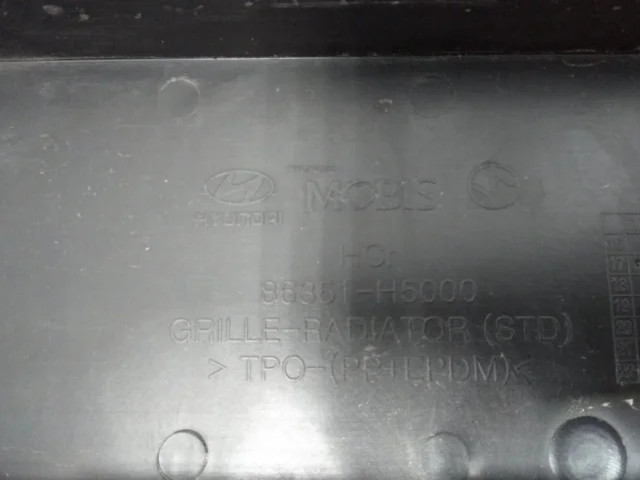 HYUNDAI MOBIS
HCr
86351-H5000
GRILLE-RADIATOR (STD)
> TPO-(PP+EPDM) <